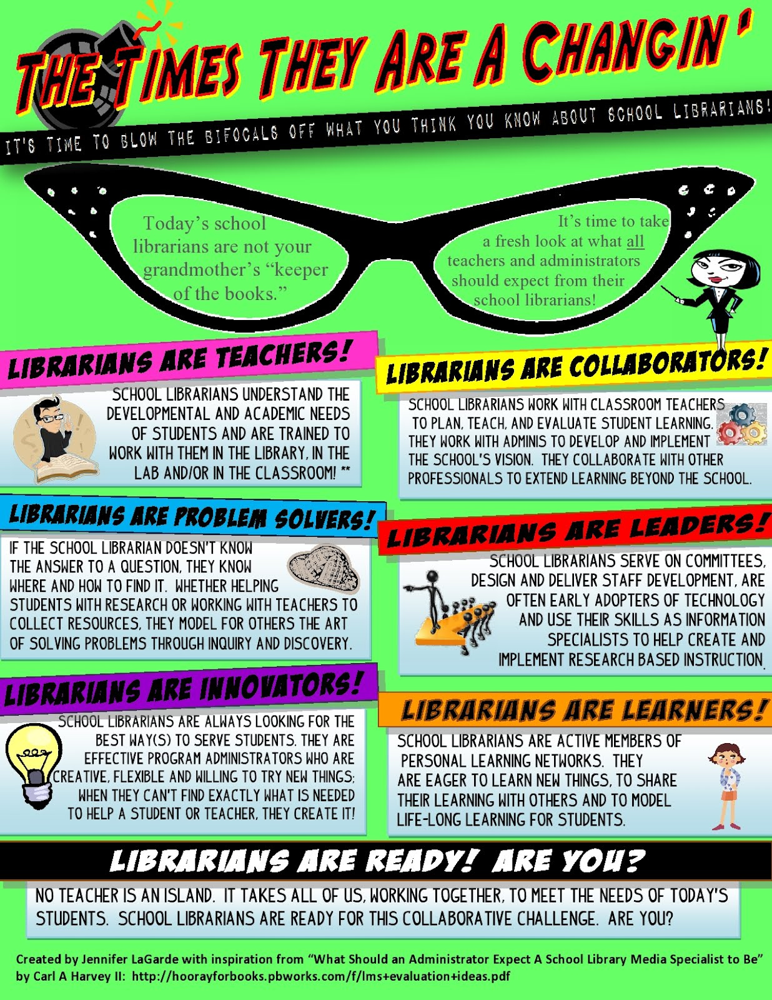 THE TIMES THEY ARE A CHANGIN'
IT'S TIME TO BLOW THE BIFOCALS OFF WHAT YOU THINK YOU KNOW ABOUT SCHOOL LIBRARIANS!
Today's school
librarians are not your
grandmother's “keeper
of the books.”
It's time to take
a fresh look at what all
teachers and administrators
should expect from their
school librarians!
LIBRARIANS ARE TEACHERS!
SCHOOL LIBRARIANS UNDERSTAND THE
DEVELOPMENTAL AND ACADEMIC NEEDS
OF STUDENTS AND ARE TRAINED TO
WORK WITH THEM IN THE LIBRARY, IN THE
LAB AND/OR IN THE CLASSROOM! **
LIBRARIANS ARE COLLABORATORS!
SCHOOL LIBRARIANS WORK WITH CLASSROOM TEACHERS
TO PLAN, TEACH, AND EVALUATE STUDENT LEARNING.
THEY WORK WITH ADMINIS TO DEVELOP AND IMPLEMENT
THE SCHOOL'S VISION. THEY COLLABORATE WITH OTHER
PROFESSIONALS TO EXTEND LEARNING BEYOND THE SCHOOL.
LIBRARIANS ARE PROBLEM SOLVERS!
IF THE SCHOOL LIBRARIAN DOESN'T KNOW
THE ANSWER TO A QUESTION, THEY KNOW
WHERE AND HOW TO FIND IT. WHETHER HELPING
STUDENTS WITH RESEARCH OR WORKING WITH TEACHERS TO
COLLECT RESOURCES, THEY MODEL FOR OTHERS THE ART
OF SOLVING PROBLEMS THROUGH INQUIRY AND DISCOVERY.
LIBRARIANS ARE LEADERS!
SCHOOL LIBRARIANS SERVE ON COMMITTEES,
DESIGN AND DELIVER STAFF DEVELOPMENT, ARE
OFTEN EARLY ADOPTERS OF TECHNOLOGY
AND USE THEIR SKILLS AS INFORMATION
SPECIALISTS TO HELP CREATE AND
IMPLEMENT RESEARCH BASED INSTRUCTION.
LIBRARIANS ARE INNOVATORS!
SCHOOL LIBRARIANS ARE ALWAYS LOOKING FOR THE
BEST WAY(S) TO SERVE STUDENTS. THEY ARE
EFFECTIVE PROGRAM ADMINISTRATORS WHO ARE
CREATIVE, FLEXIBLE AND WILLING TO TRY NEW THINGS;
WHEN THEY CAN'T FIND EXACTLY WHAT IS NEEDED
TO HELP A STUDENT OR TEACHER, THEY CREATE IT!
LIBRARIANS ARE LEARNERS!
SCHOOL LIBRARIANS ARE ACTIVE MEMBERS OF
PERSONAL LEARNING NETWORKS. THEY
ARE EAGER TO LEARN NEW THINGS, TO SHARE
THEIR LEARNING WITH OTHERS AND TO MODEL
LIFE-LONG LEARNING FOR STUDENTS.
LIBRARIANS ARE READY! ARE YOU?
NO TEACHER IS AN ISLAND. IT TAKES ALL OF US, WORKING TOGETHER, TO MEET THE NEEDS OF TODAY'S
STUDENTS. SCHOOL LIBRARIANS ARE READY FOR THIS COLLABORATIVE CHALLENGE. ARE YOU?
Created by Jennifer LaGarde with inspiration from “What Should an Administrator Expect A School Library Media Specialist to Be”
by Carl A Harvey II: http://hoorayforbooks.pbworks.com/f/lms+evaluation+ideas.pdf